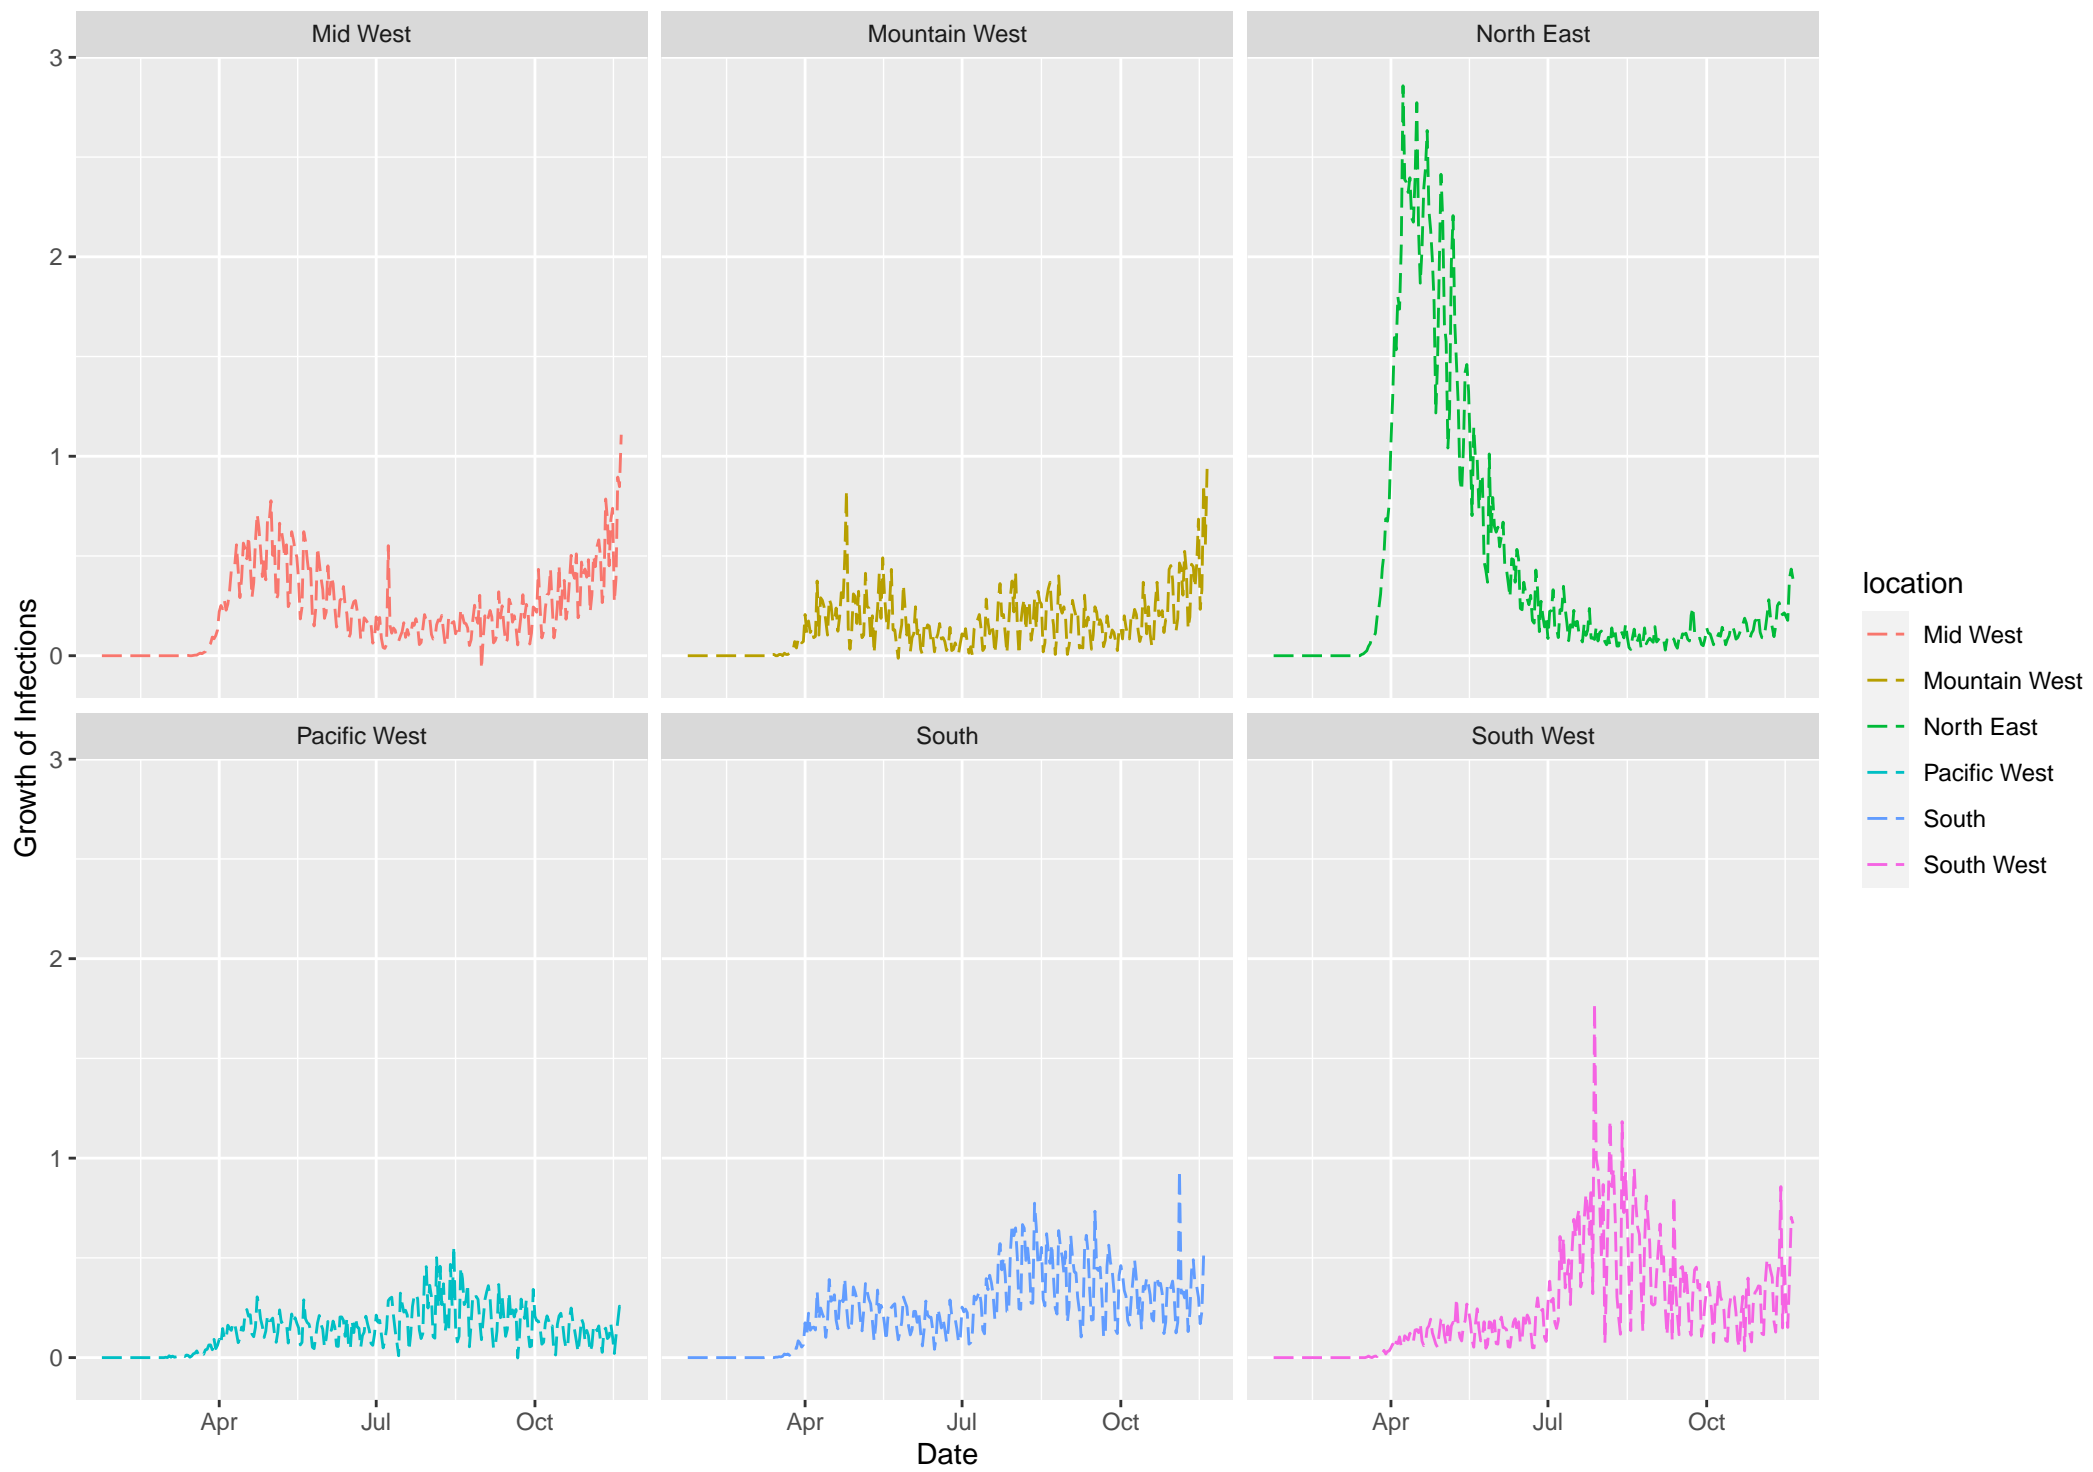 Mid West
Mountain West
North East
3
2
1
0
Pacific West
South
South West
3
2
1
0
Growth of Infections
Apr
Jul
Oct
Apr
Jul
Oct
Apr
Jul
Oct
Date
location
Mid West
Mountain West
North East
Pacific West
South
South West